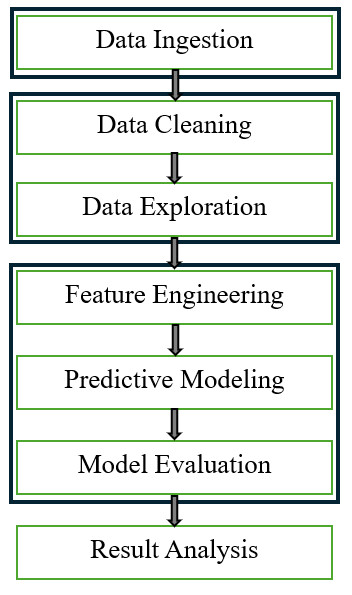 Data Ingestion
Data Cleaning
Data Exploration
Feature Engineering
Predictive Modeling
Model Evaluation
Result Analysis